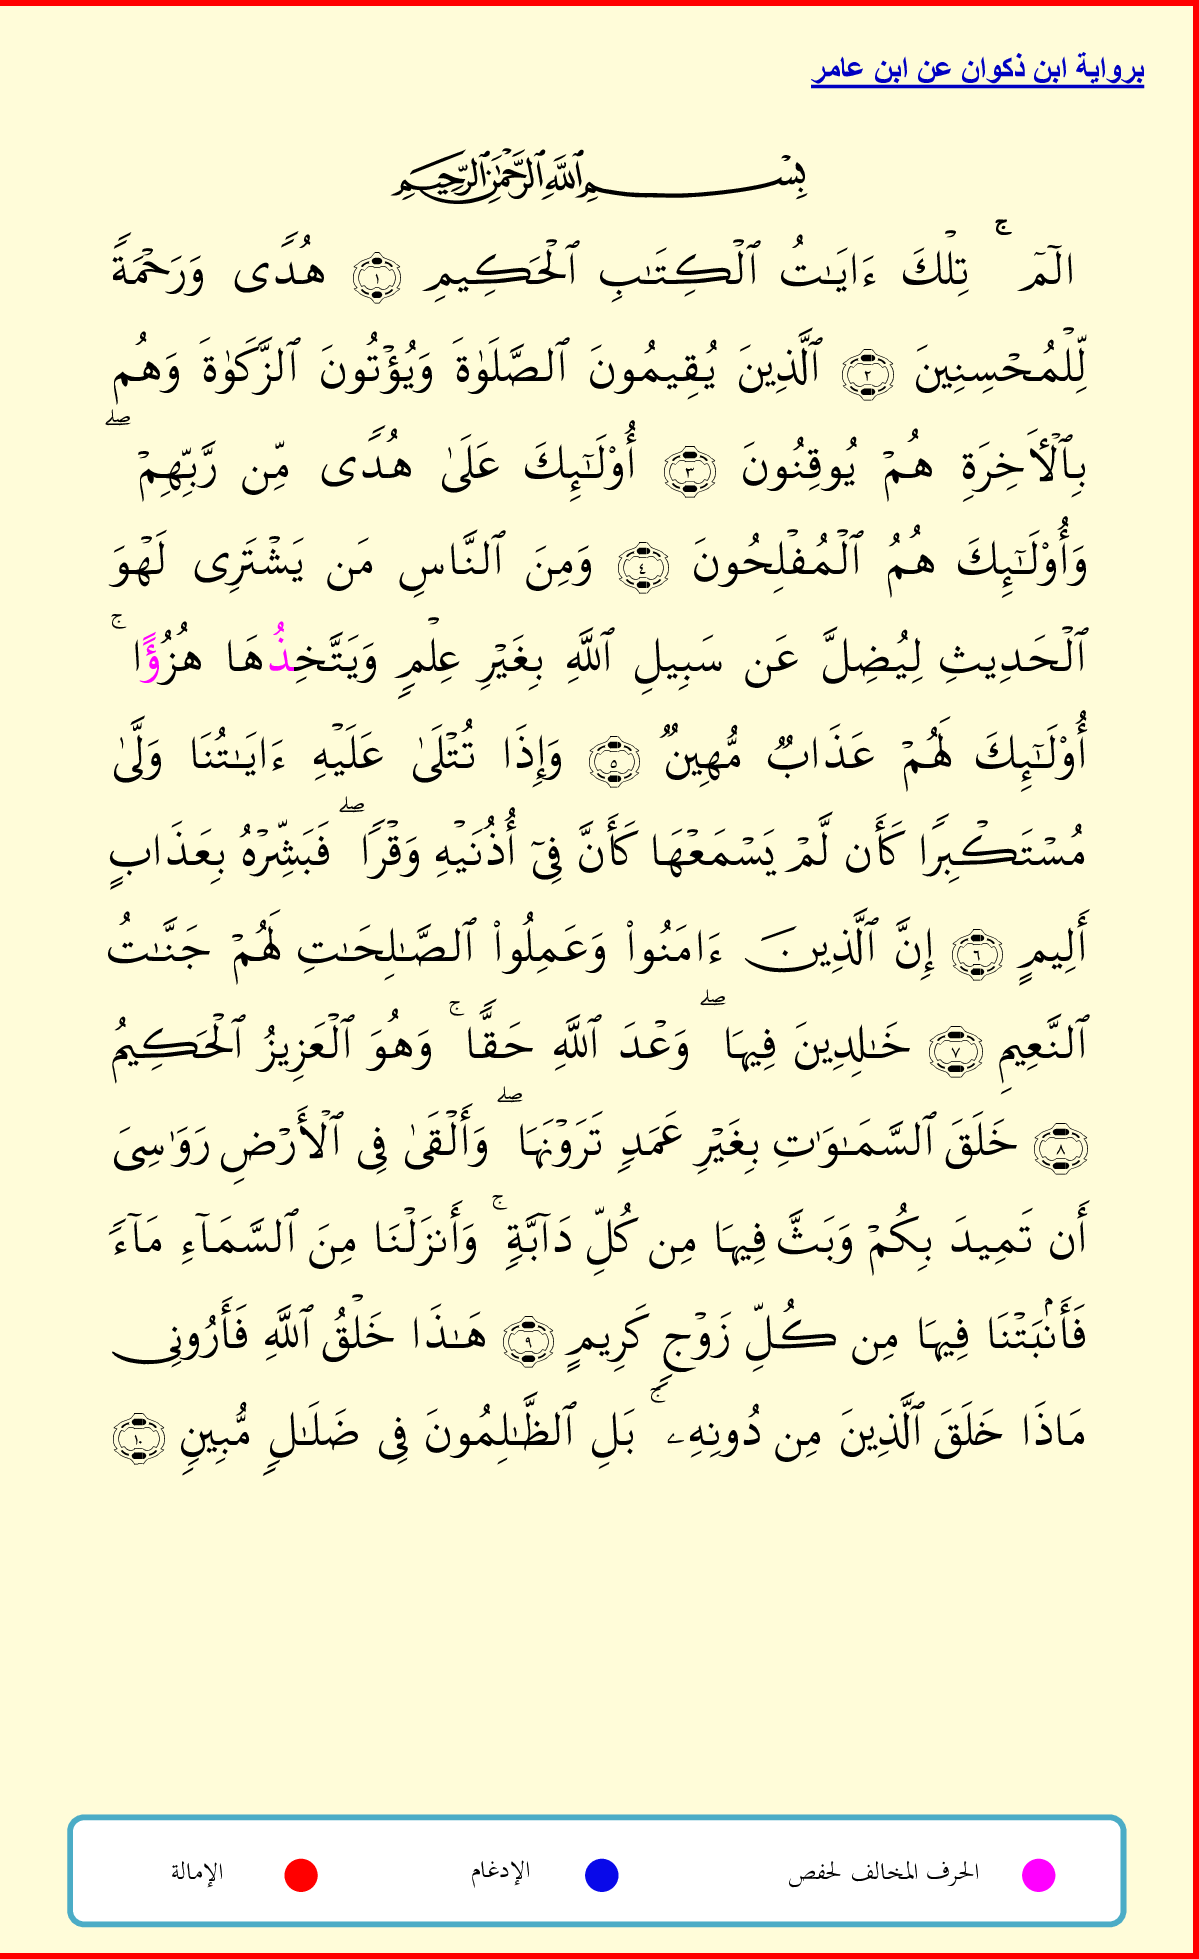 برواية ابن ذكوان عن ابن عامر
بِسْمِ ٱللَّهِ ٱلرَّحْمَٰنِ ٱلرَّحِيمِ
الٓمٓ ۚ تِلْكَ ءَايَٰتُ ٱلْكِتَٰبِ ٱلْحَكِيمِ ١ هُدًى وَرَحْمَةً
لِّلْمُحْسِنِينَ ٢ ٱلَّذِينَ يُقِيمُونَ ٱلصَّلَوٰةَ وَيُؤْتُونَ ٱلزَّكَوٰةَ وَهُم
بِٱلْأَخِرَةِ هُمْ يُوقِنُونَ ٣ أُوْلَٰٓئِكَ عَلَىٰ هُدًى مِّن رَّبِّهِمْ ۖ
وَأُوْلَٰٓئِكَ هُمُ ٱلْمُفْلِحُونَ ٤ وَمِنَ ٱلنَّاسِ مَن يَشْتَرِى لَهْوَ
ٱلْحَدِيثِ لِيُضِلَّ عَن سَبِيلِ ٱللَّهِ بِغَيْرِ عِلْمٍ وَيَتَّخِذُهَا هُزُؤًا ۚ
أُوْلَٰٓئِكَ لَهُمْ عَذَابٌ مُّهِينٌ ٥ وَإِذَا تُتْلَىٰ عَلَيْهِ ءَايَٰتُنَا وَلَّىٰ
مُسْتَكْبِرًا كَأَن لَّمْ يَسْمَعْهَا كَأَنَّ فِىٓ أُذُنَيْهِ وَقْرًا ۖ فَبَشِّرْهُ بِعَذَابٍ
أَلِيمٍ ٦ إِنَّ ٱلَّذِينَ ءَامَنُوا۟ وَعَمِلُوا۟ ٱلصَّٰلِحَٰتِ لَهُمْ جَنَّٰتُ
ٱلنَّعِيمِ ٧ خَٰلِدِينَ فِيهَا ۖ وَعْدَ ٱللَّهِ حَقًّا ۚ وَهُوَ ٱلْعَزِيزُ ٱلْحَكِيمُ
٨ خَلَقَ ٱلسَّمَٰوَٰتِ بِغَيْرِ عَمَدٍ تَرَوْنَهَا ۖ وَأَلْقَىٰ فِى ٱلْأَرْضِ رَوَٰسِىَ
أَن تَمِيدَ بِكُمْ وَبَثَّ فِيهَا مِن كُلِّ دَآبَّةٍ ۚ وَأَنزَلْنَا مِنَ ٱلسَّمَآءِ مَآءً
فَأَنۢبَتْنَا فِيهَا مِن كُلِّ زَوْجٍ كَرِيمٍ ٩ هَٰذَا خَلْقُ ٱللَّهِ فَأَرُونِى
مَاذَا خَلَقَ ٱلَّذِينَ مِن دُونِهِۦ ۚ بَلِ ٱلظَّٰلِمُونَ فِى ضَلَٰلٍ مُّبِينٍ ١٠
الحرف المخالف لحفص الإدغام الإمالة